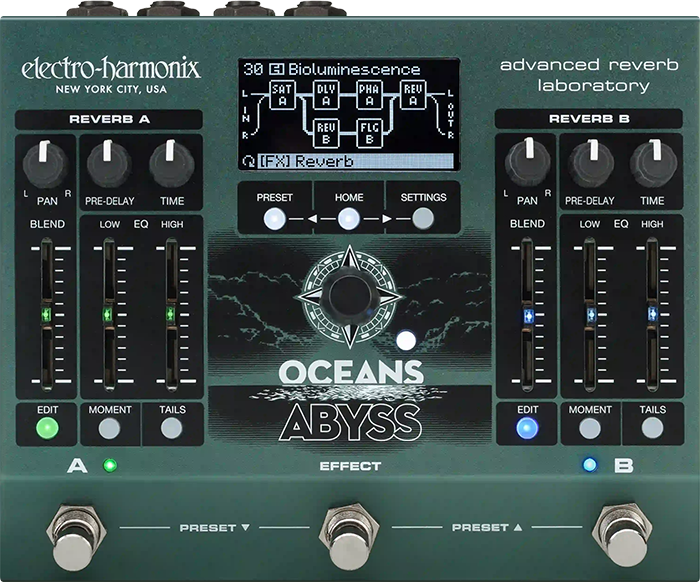 electro-harmonix
NEW YORK CITY, USA
30 Bioluminescence
L IN R
SAT A DLY A PHA A REV A
REV B FLG B
L OUT R
[FX] Reverb
advanced reverb
laboratory
REVERB A
L R
PAN PRE-DELAY TIME
BLEND LOW EQ HIGH
EDIT MOMENT TAILS
PRESET HOME SETTINGS
OCEANS
ABYSS
REVERB B
L R
PAN PRE-DELAY TIME
BLEND LOW EQ HIGH
EDIT MOMENT TAILS
A EFFECT B
PRESET ▼ PRESET ▲